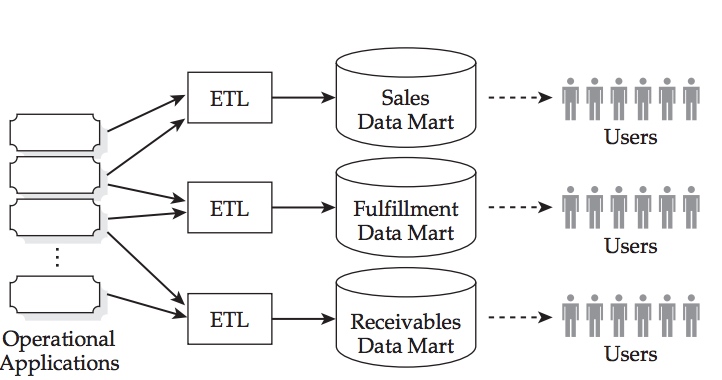 ETL
Sales
Data Mart
Users
ETL
Fulfillment
Data Mart
Users
ETL
Receivables
Data Mart
Users
Operational
Applications